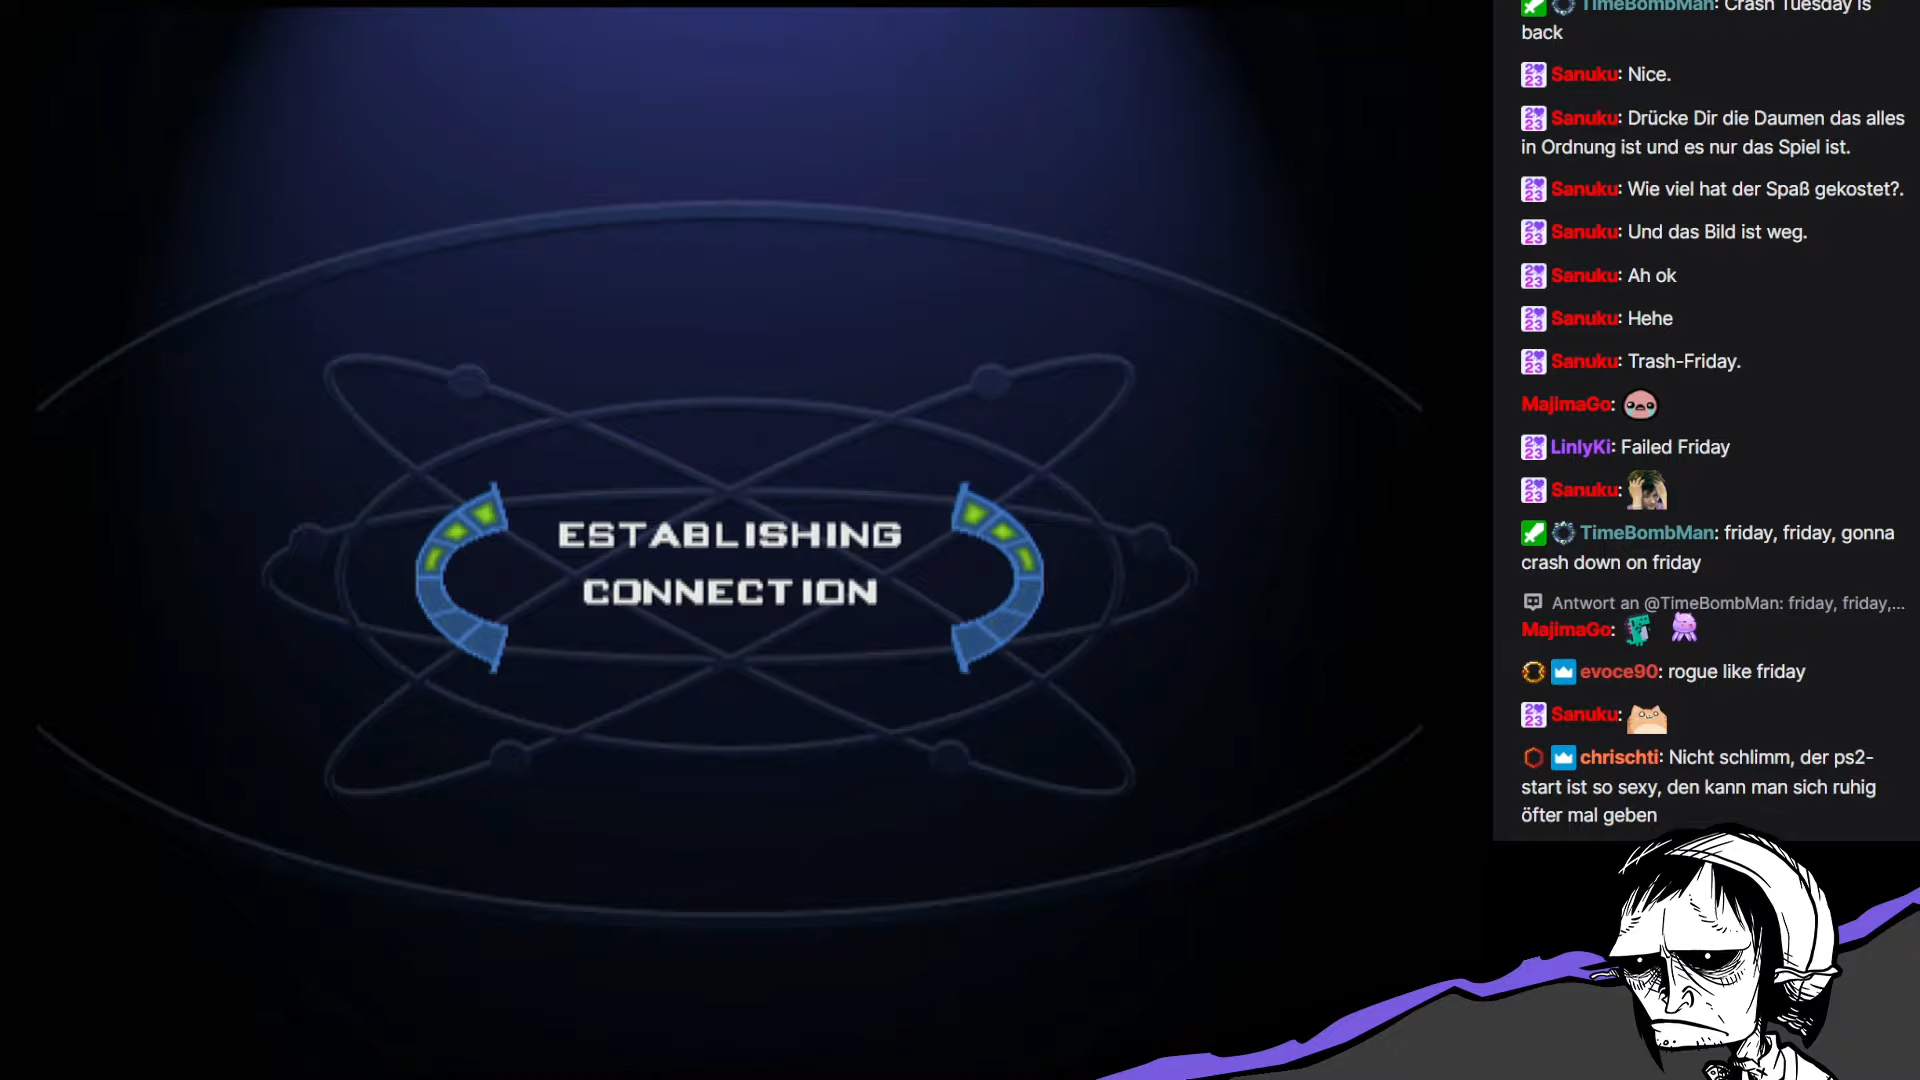 ESTABLISHING
CONNECTION
TimeBombMan: Crash Tuesday is
back
Sanuku: Nice.
Sanuku: Drücke Dir die Daumen das alles
in Ordnung ist und es nur das Spiel ist.
Sanuku: Wie viel hat der Spaß gekostet?.
Sanuku: Und das Bild ist weg.
Sanuku: Ah ok
Sanuku: Hehe
Sanuku: Trash-Friday.
MajimaGo:
LinlyKi: Failed Friday
Sanuku:
TimeBombMan: friday, friday, gonna
crash down on friday
Antwort an @TimeBombMan: friday, friday,...
MajimaGo:
evoce90: rogue like friday
Sanuku:
chrischti: Nicht schlimm, der ps2-
start ist so sexy, den kann man sich ruhig
öfter mal geben